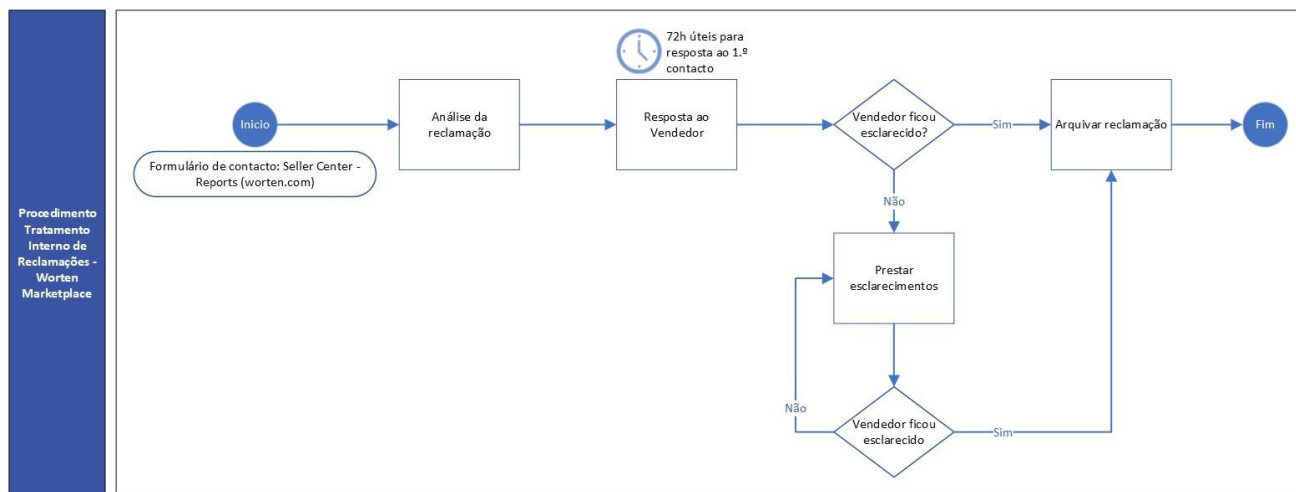 Procedimento
Tratamento
Interno de
Reclamações -
Worten
Marketplace
Inicio
Formulário de contacto: Seller Center -
Reports (worten.com)
Análise da
reclamação
72h úteis para
resposta ao 1.º
contacto
Resposta ao
Vendedor
Vendedor ficou
esclarecido?
Sim
Arquivar reclamação
Fim
Não
Prestar
esclarecimentos
Não
Vendedor ficou
esclarecido
Sim